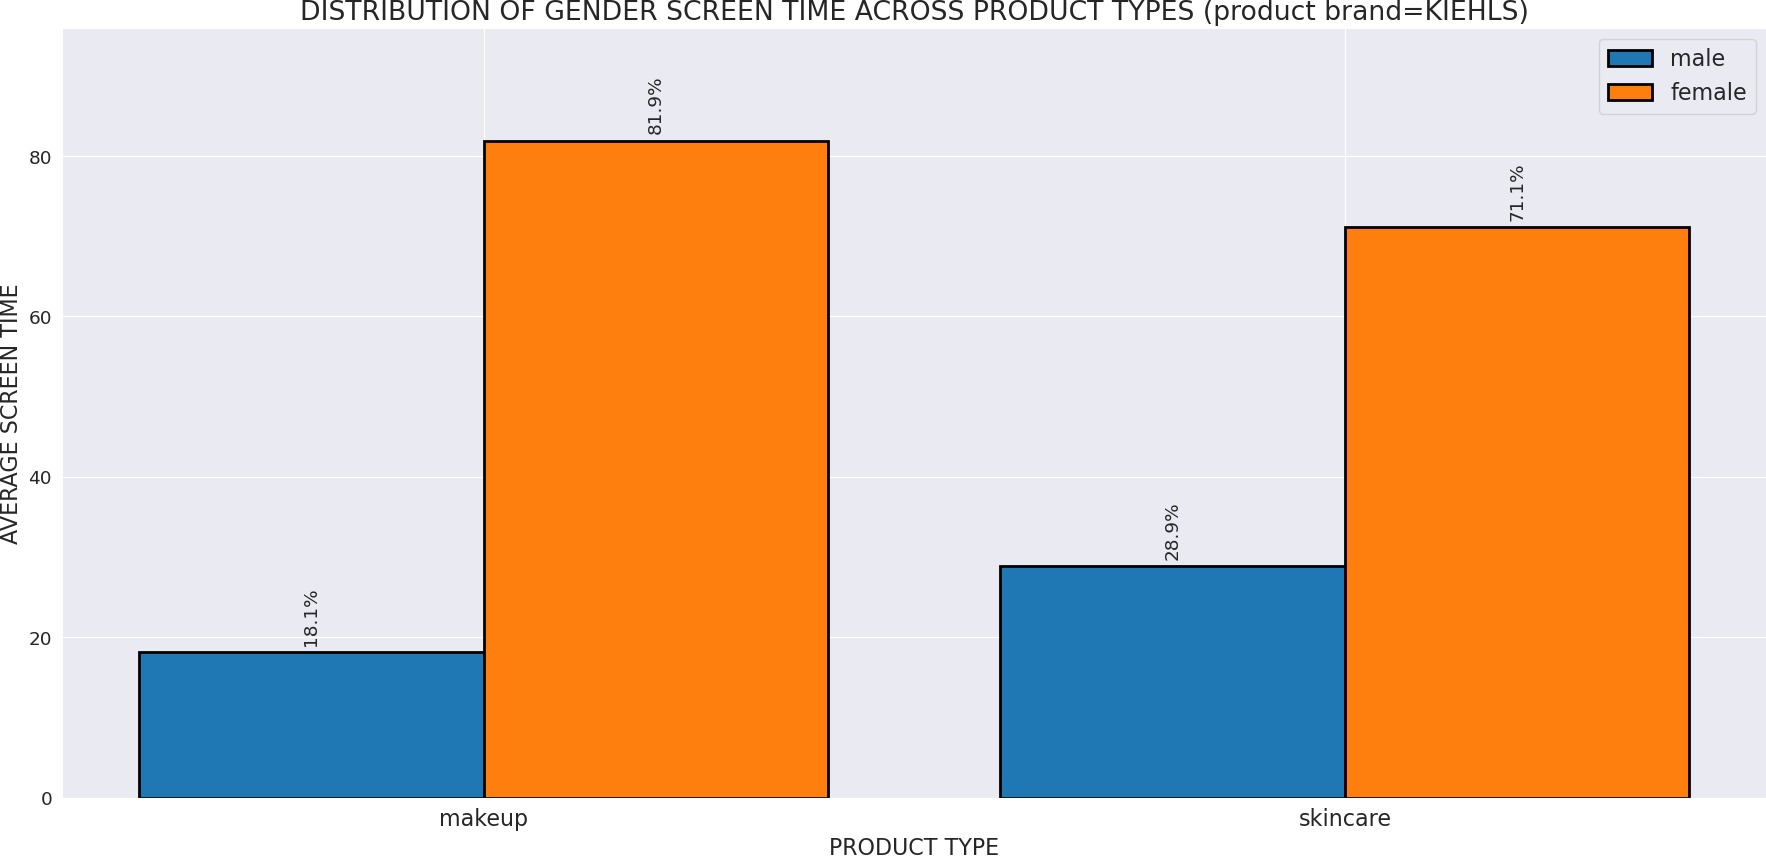 DISTRIBUTION OF GENDER SCREEN TIME ACROSS PRODUCT TYPES (product brand=KIEHLS)
male
female
AVERAGE SCREEN TIME
80
60
40
20
0
18.1%
81.9%
28.9%
71.1%
makeup
skincare
PRODUCT TYPE